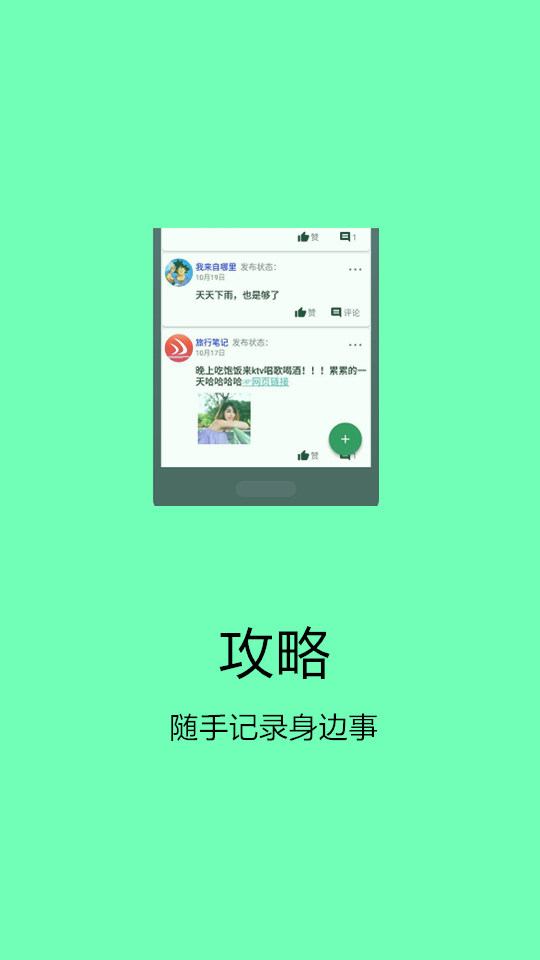 赞 1
我来自哪里 发布状态：
10月19日
天天下雨，也是够了
赞 评论
旅行笔记 发布状态：
10月17日
晚上吃饱饭来ktv唱歌喝酒！！！累累的一
天哈哈哈哈☞网页链接
赞 1
攻略
随手记录身边事